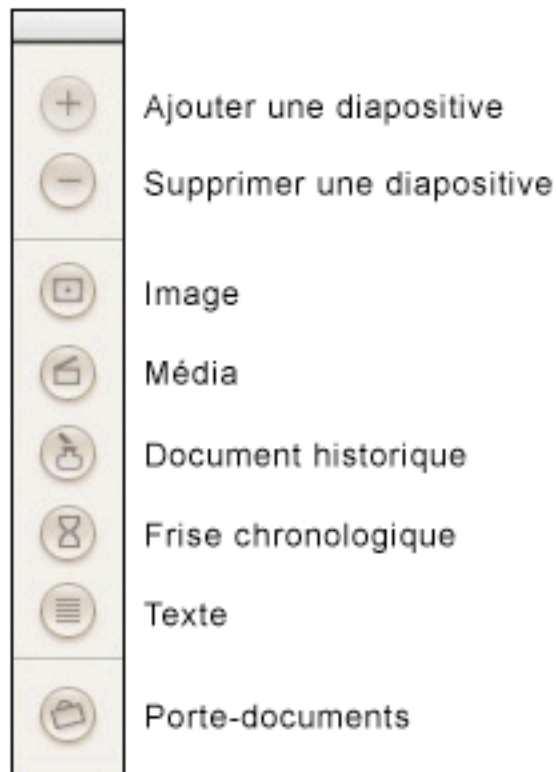 Ajouter une diapositive
Supprimer une diapositive
Image
Média
Document historique
Frise chronologique
Texte
Porte-documents